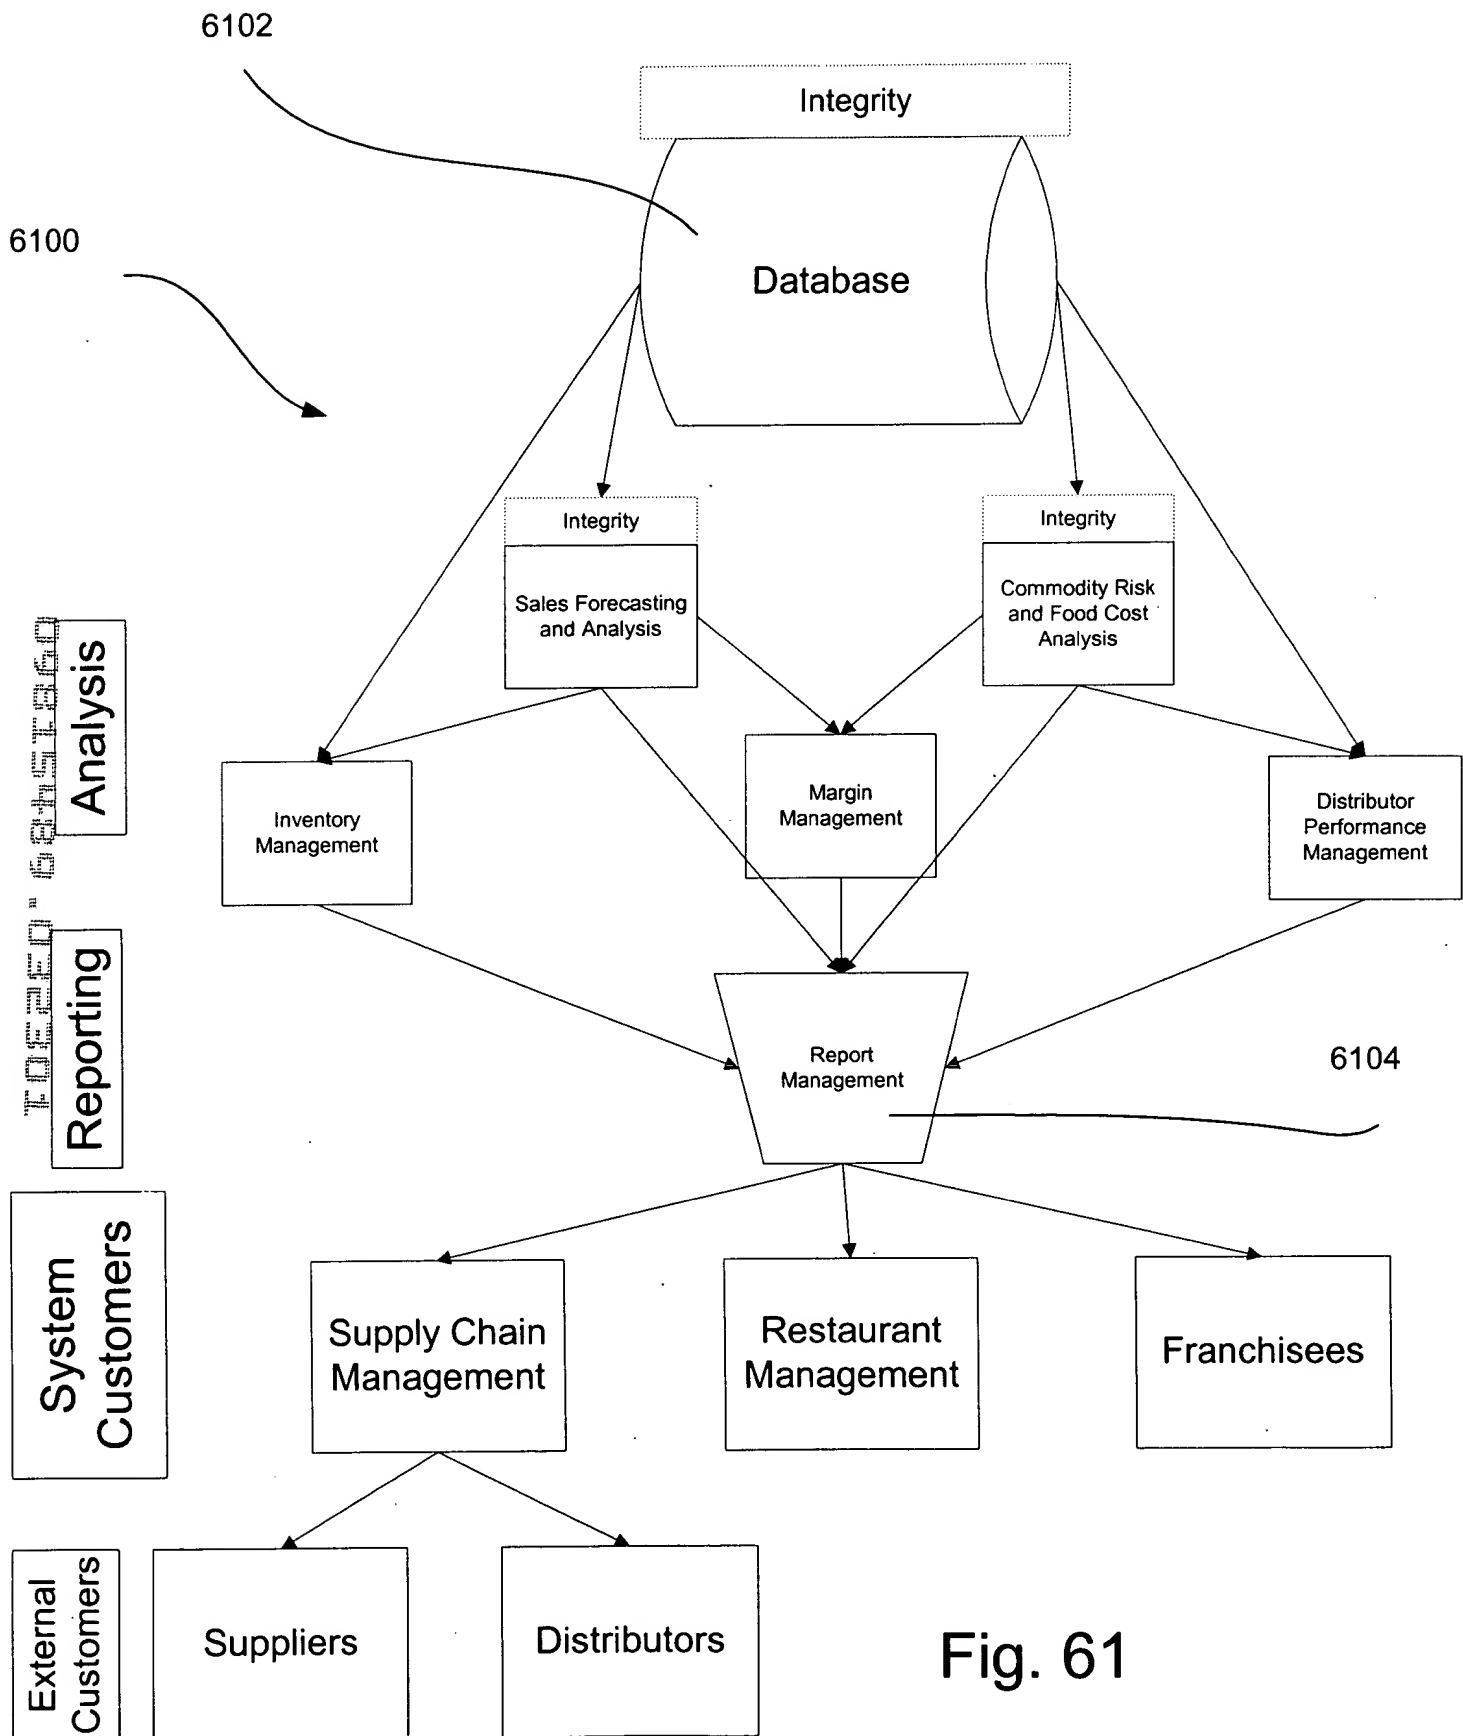 6102
Integrity
6100
Database
Integrity
Integrity
Sales Forecasting
and Analysis
Commodity Risk
and Food Cost
Analysis
Analysis
Inventory
Management
Margin
Management
Distributor
Performance
Management
Reporting
Report
Management
6104
System
Customers
Supply Chain
Management
Restaurant
Management
Franchisees
External
Customers
Suppliers
Distributors
Fig. 61